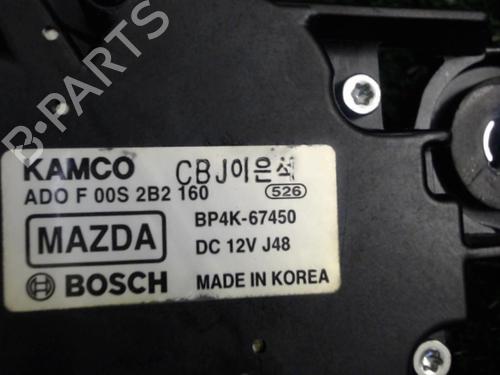 B-PARTS
KAMCO CBJ이은석
ADO F 00S 2B2 160 526
MAZDA BP4K-67450
DC 12V J48
BOSCH MADE IN KOREA